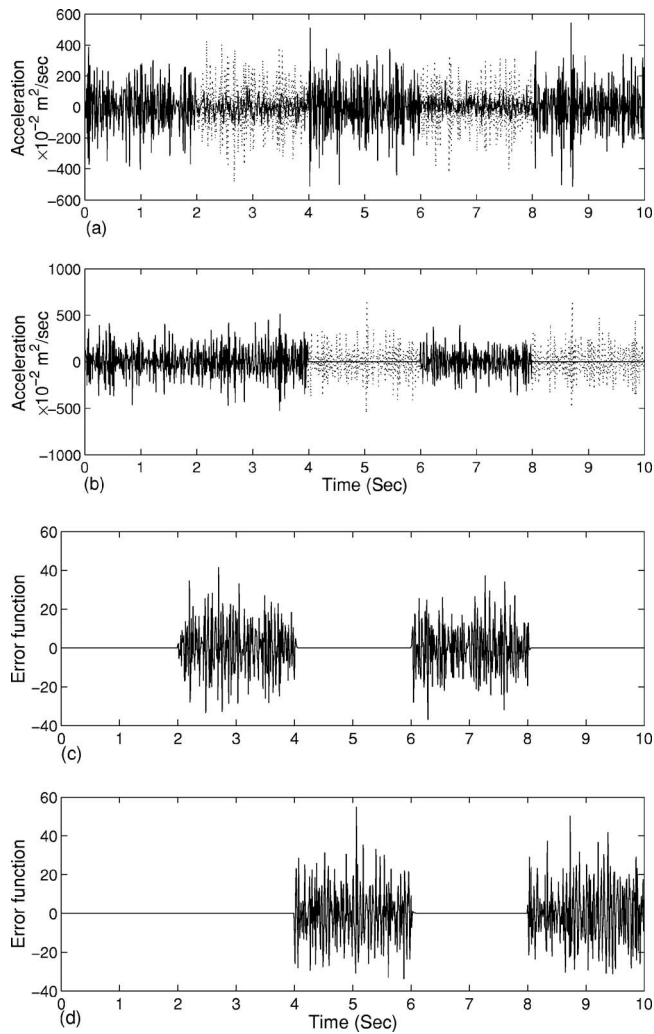 600
400
200
0
−200
−400
−600
Acceleration
×10⁻² m²/sec
0 1 2 3 4 5 6 7 8 9 10
(a)
1000
500
0
−500
−1000
Acceleration
×10⁻² m²/sec
0 1 2 3 4 5 6 7 8 9 10
(b)
Time (Sec)
60
40
20
0
−20
−40
Error function
0 1 2 3 4 5 6 7 8 9 10
(c)
60
40
20
0
−20
−40
Error function
0 1 2 3 4 5 6 7 8 9 10
(d)
Time (Sec)